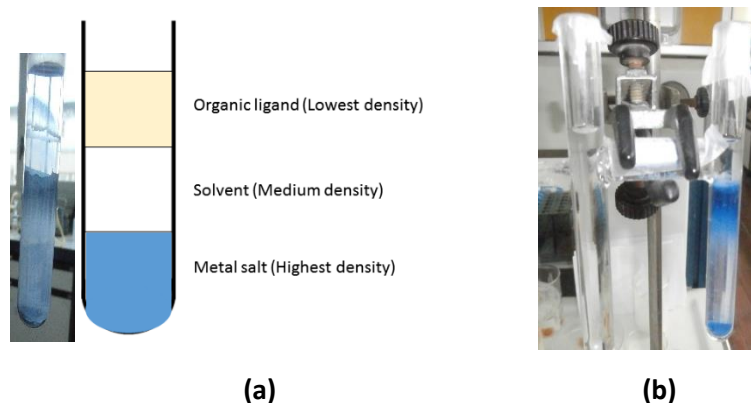 Organic ligand (Lowest density)
Solvent (Medium density)
Metal salt (Highest density)
(a)
(b)